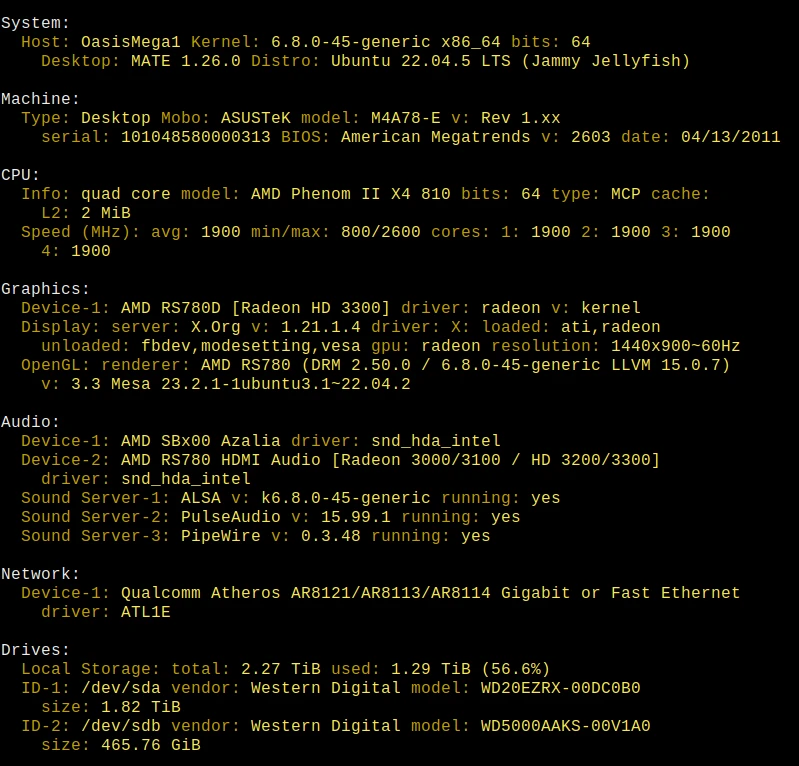 System:
Host: OasisMega1 Kernel: 6.8.0-45-generic x86_64 bits: 64
Desktop: MATE 1.26.0 Distro: Ubuntu 22.04.5 LTS (Jammy Jellyfish)
Machine:
Type: Desktop Mobo: ASUSTeK model: M4A78-E v: Rev 1.xx
serial: 101048580000313 BIOS: American Megatrends v: 2603 date: 04/13/2011
CPU:
Info: quad core model: AMD Phenom II X4 810 bits: 64 type: MCP cache:
L2: 2 MiB
Speed (MHz): avg: 1900 min/max: 800/2600 cores: 1: 1900 2: 1900 3: 1900
4: 1900
Graphics:
Device-1: AMD RS780D [Radeon HD 3300] driver: radeon v: kernel
Display: server: X.Org v: 1.21.1.4 driver: X: loaded: ati,radeon
unloaded: fbdev,modesetting,vesa gpu: radeon resolution: 1440x900~60Hz
OpenGL: renderer: AMD RS780 (DRM 2.50.0 / 6.8.0-45-generic LLVM 15.0.7)
v: 3.3 Mesa 23.2.1-1ubuntu3.1~22.04.2
Audio:
Device-1: AMD SBx00 Azalia driver: snd_hda_intel
Device-2: AMD RS780 HDMI Audio [Radeon 3000/3100 / HD 3200/3300]
driver: snd_hda_intel
Sound Server-1: ALSA v: k6.8.0-45-generic running: yes
Sound Server-2: PulseAudio v: 15.99.1 running: yes
Sound Server-3: PipeWire v: 0.3.48 running: yes
Network:
Device-1: Qualcomm Atheros AR8121/AR8113/AR8114 Gigabit or Fast Ethernet
driver: ATL1E
Drives:
Local Storage: total: 2.27 TiB used: 1.29 TiB (56.6%)
ID-1: /dev/sda vendor: Western Digital model: WD20EZRX-00DC0B0
size: 1.82 TiB
ID-2: /dev/sdb vendor: Western Digital model: WD5000AAKS-00V1A0
size: 465.76 GiB